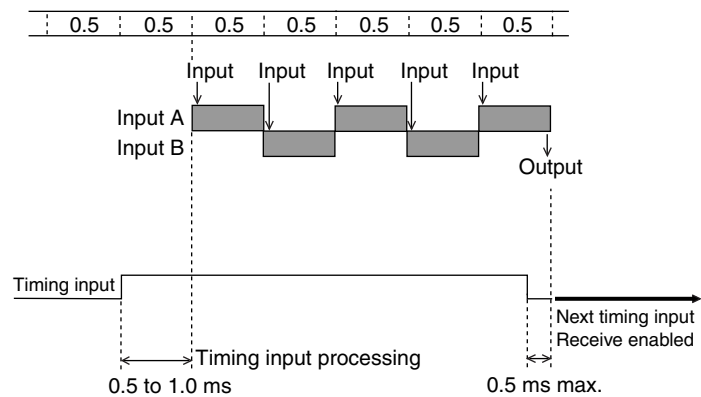 0.5 0.5 0.5 0.5 0.5 0.5 0.5
Input Input Input Input Input
Input A
Input B
Output
Timing input
Next timing input
Receive enabled
Timing input processing
0.5 to 1.0 ms
0.5 ms max.